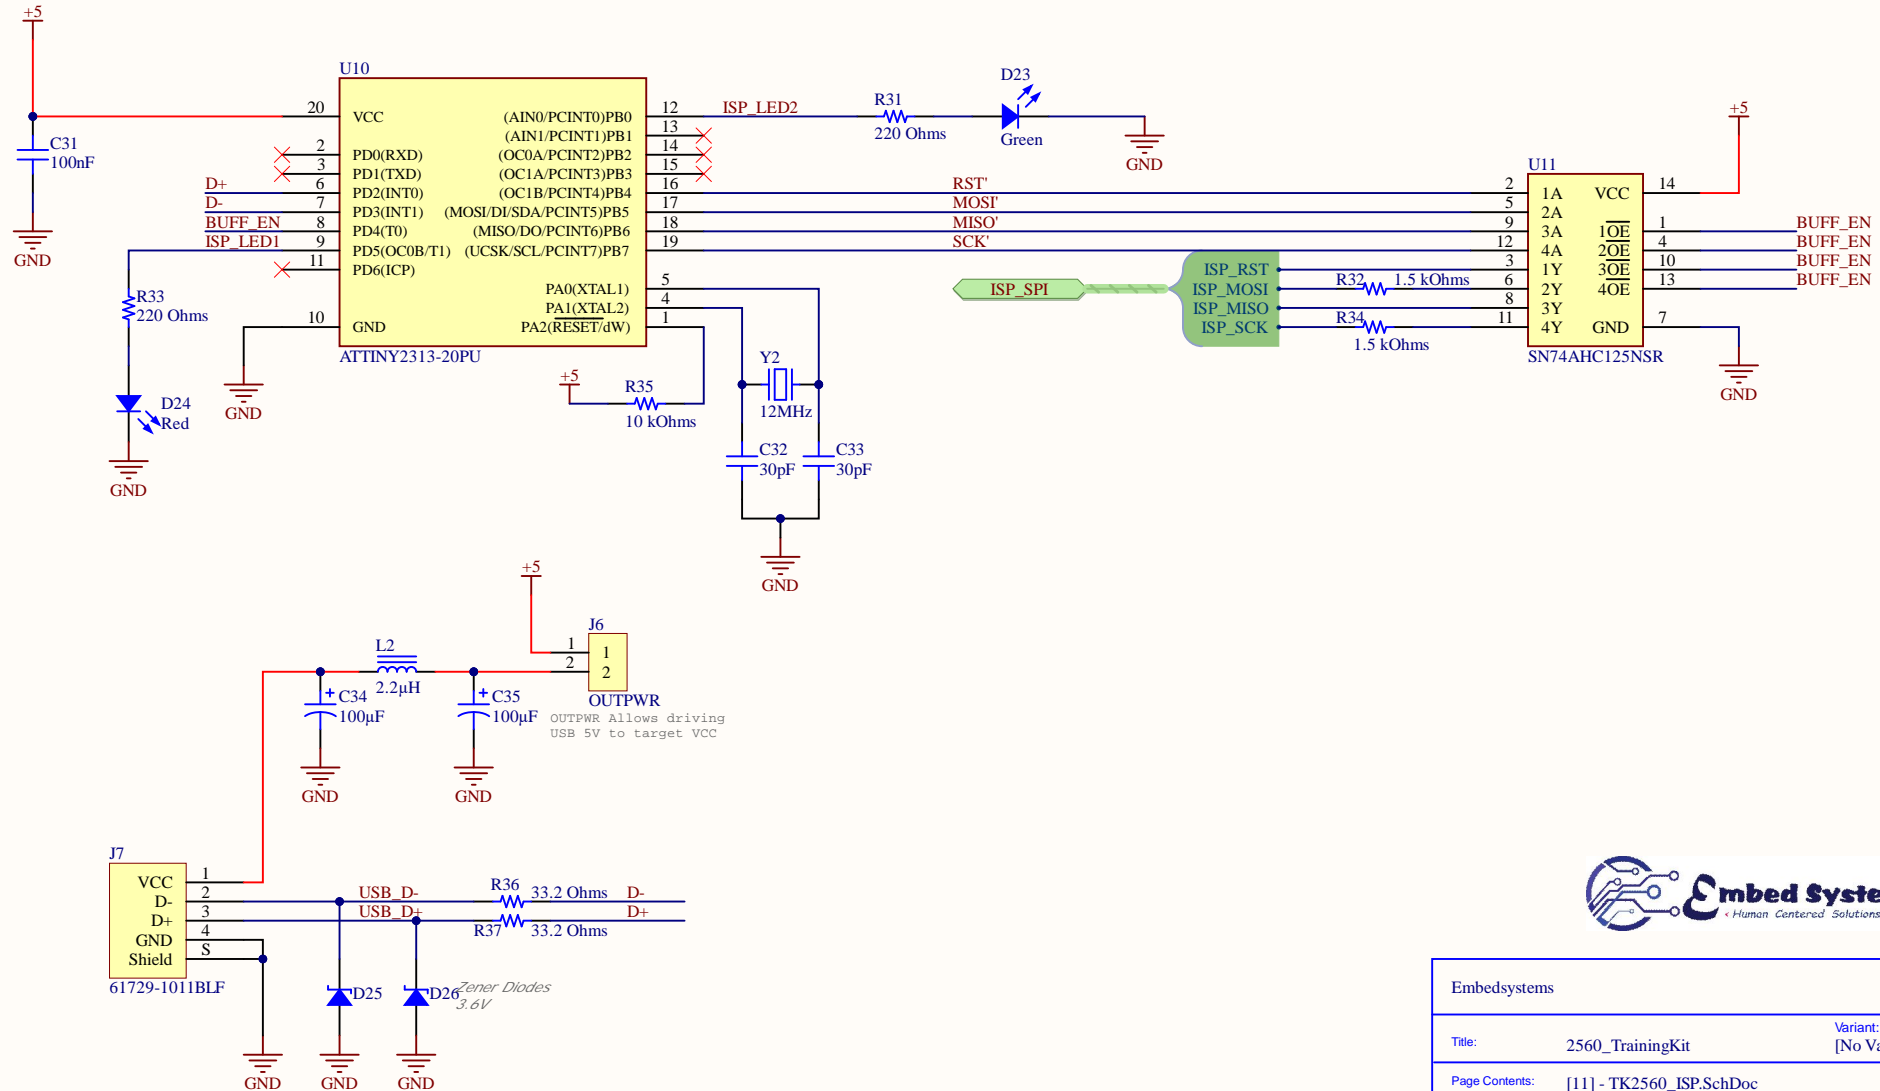 +5
C31
100nF
GND
U10
20 VCC
2 PD0(RXD)
3 PD1(TXD)
D+ 6 PD2(INT0)
D- 7 PD3(INT1)
BUFF_EN 8 PD4(T0)
ISP_LED1 9 PD5(OC0B/T1)
11 PD6(ICP)
10 GND
(AIN0/PCINT0)PB0 12 ISP_LED2
(AIN1/PCINT1)PB1 13
(OC0A/PCINT2)PB2 14
(OC1A/PCINT3)PB3 15
(OC1B/PCINT4)PB4 16 RST'
(MOSI/DI/SDA/PCINT5)PB5 17 MOSI'
(MISO/DO/PCINT6)PB6 18 MISO'
(UCSK/SCL/PCINT7)PB7 19 SCK'
PA0(XTAL1) 5
PA1(XTAL2) 4
PA2(RESET/dW) 1
ATTINY2313-20PU
R33
220 Ohms
D24
Red
GND
GND
R31
220 Ohms
D23
Green
GND
+5
R35
10 kOhms
Y2
12MHz
C32
30pF
C33
30pF
GND
ISP_SPI
ISP_RST
ISP_MOSI
ISP_MISO
ISP_SCK
R32 1.5 kOhms
R34
1.5 kOhms
U11
2 1A
5 2A
9 3A
12 4A
3 1Y
6 2Y
8 3Y
11 4Y
VCC 14
1OE 1 BUFF_EN
2OE 4 BUFF_EN
3OE 10 BUFF_EN
4OE 13 BUFF_EN
GND 7
SN74AHC125NSR
+5
GND
+5
J6
1 1
2 2
OUTPWR
OUTPWR Allows driving
USB 5V to target VCC
L2
2.2µH
C34
100µF
C35
100µF
GND
GND
J7
VCC 1
D- 2
D+ 3
GND 4
Shield S
61729-1011BLF
USB_D- R36 33.2 Ohms D-
USB_D+ R37 33.2 Ohms D+
D25
D26
Zener Diodes
3.6V
GND
GND
GND
Embed Syste
Human Centered Solutions
Embedsystems
Title: 2560_TrainingKit
Variant:
[No Va
Page Contents: [11] - TK2560_ISP.SchDoc